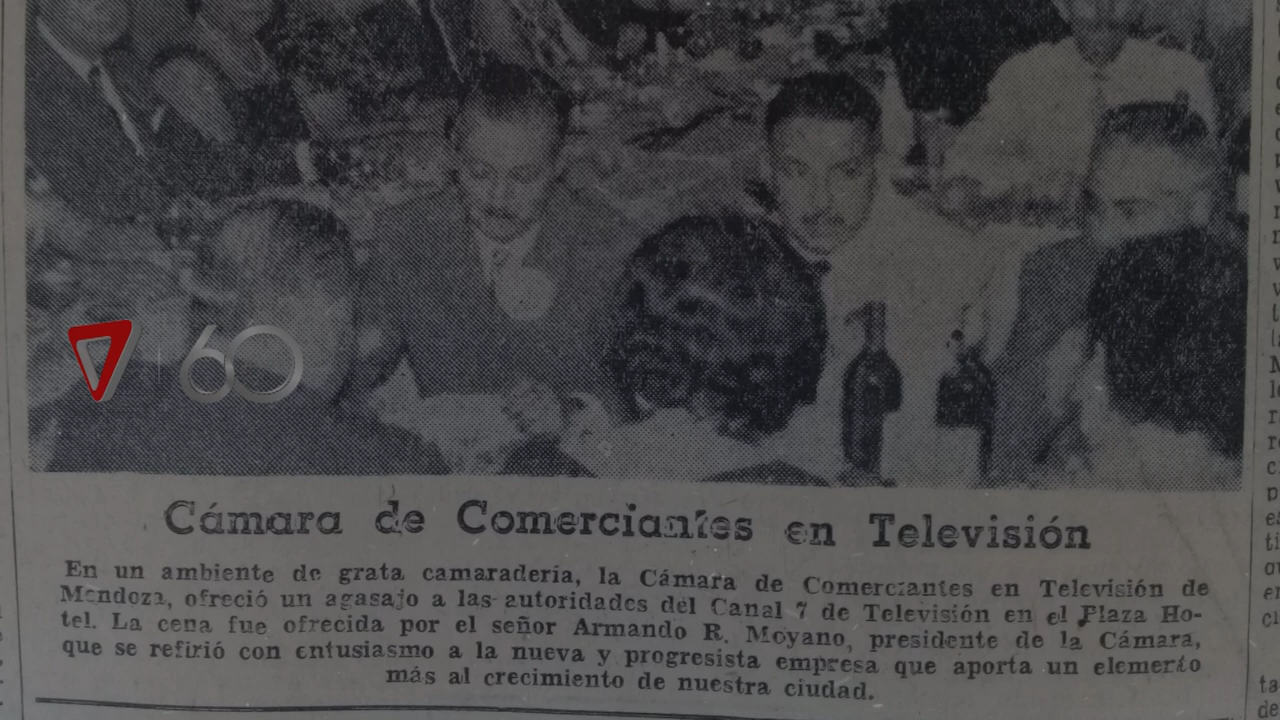 60
Cámara de Comerciantes en Televisión
En un ambiente de grata camaradería, la Cámara de Comerciantes en Televisión de
Mendoza, ofreció un agasajo a las autoridades del Canal 7 de Televisión en el Plaza Ho-
tel. La cena fue ofrecida por el señor Armando R. Moyano, presidente de la Cámara,
que se refirió con entusiasmo a la nueva y progresista empresa que aporta un elemento
más al crecimiento de nuestra ciudad.